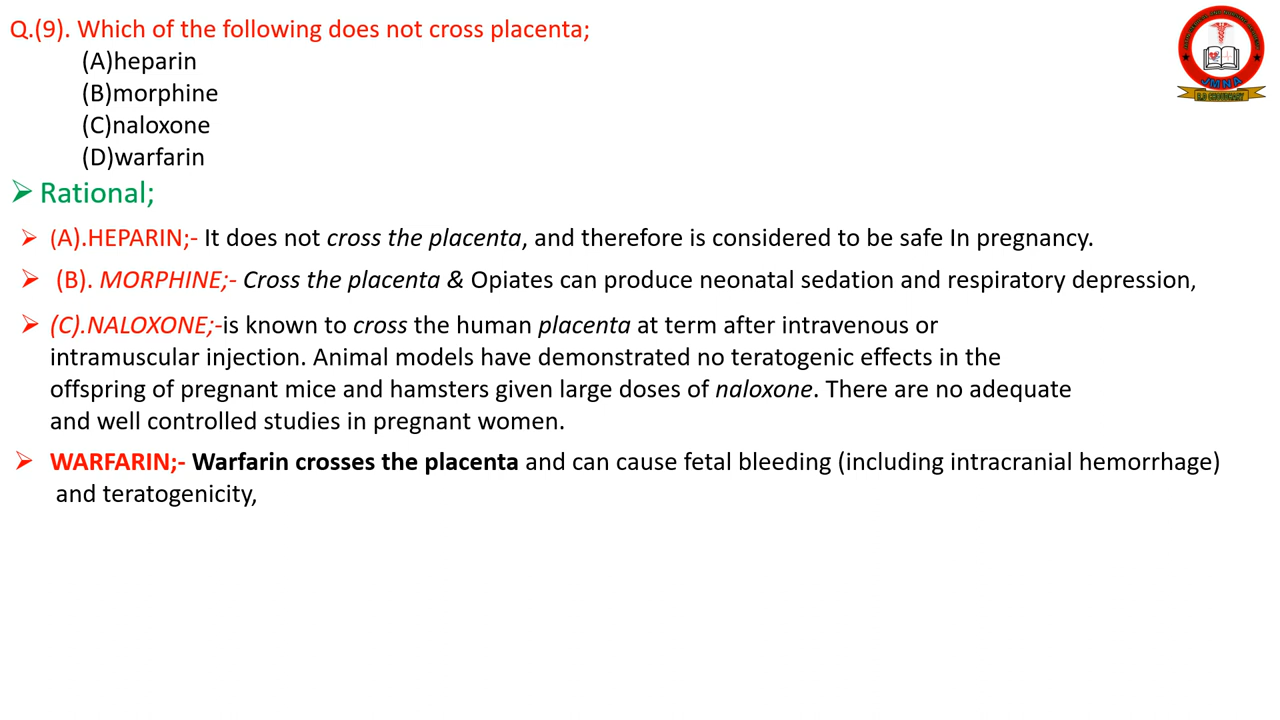 Q.(9). Which of the following does not cross placenta;
(A)heparin
(B)morphine
(C)naloxone
(D)warfarin
Rational;
(A).HEPARIN;- It does not cross the placenta, and therefore is considered to be safe In pregnancy.
(B). MORPHINE;- Cross the placenta & Opiates can produce neonatal sedation and respiratory depression,
(C).NALOXONE;-is known to cross the human placenta at term after intravenous or
intramuscular injection. Animal models have demonstrated no teratogenic effects in the
offspring of pregnant mice and hamsters given large doses of naloxone. There are no adequate
and well controlled studies in pregnant women.
WARFARIN;- Warfarin crosses the placenta and can cause fetal bleeding (including intracranial hemorrhage)
and teratogenicity,
JMNA